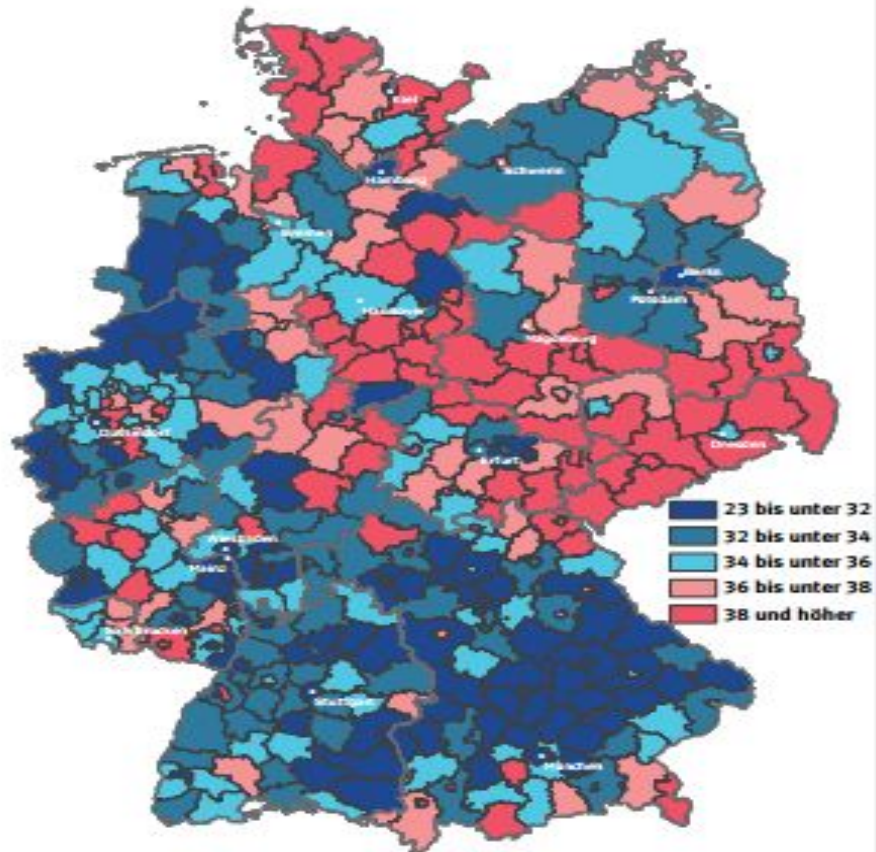 Kiel
Schwerin
Hamburg
Bremen
Berlin
Potsdam
Hannover
Magdeburg
Düsseldorf
Dresden
Erfurt
23 bis unter 32
32 bis unter 34
34 bis unter 36
36 bis unter 38
38 und höher
Wiesbaden
Mainz
Saarbrücken
Stuttgart
München